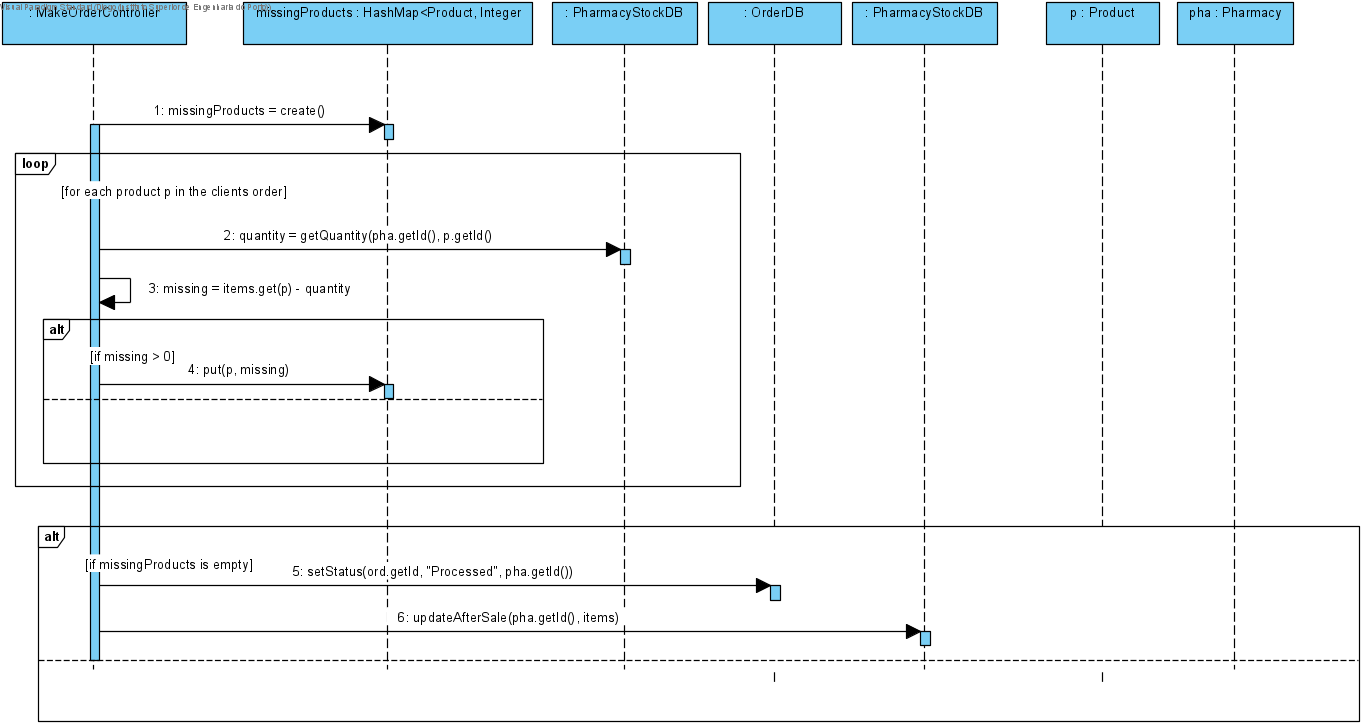 Visual Paradigm Standard (Diogo(Instituto Superior de Engenharia do Porto))
: MakeOrderController
missingProducts : HashMap<Product, Integer
: PharmacyStockDB
: OrderDB
: PharmacyStockDB
p : Product
pha : Pharmacy
1: missingProducts = create()
loop
[for each product p in the clients order]
2: quantity = getQuantity(pha.getId(), p.getId()
3: missing = items.get(p) - quantity
alt
[if missing > 0]
4: put(p, missing)
alt
[if missingProducts is empty]
5: setStatus(ord.getId, "Processed", pha.getId())
6: updateAfterSale(pha.getId(), items)